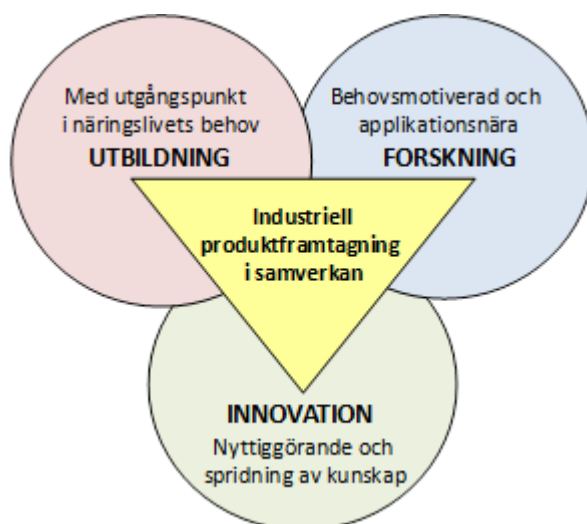 Med utgångspunkt
i näringslivets behov
UTBILDNING
Behovsmotiverad och
applikationsnära
FORSKNING
Industriell
produktframtagning
i samverkan
INNOVATION
Nyttiggörande och
spridning av kunskap